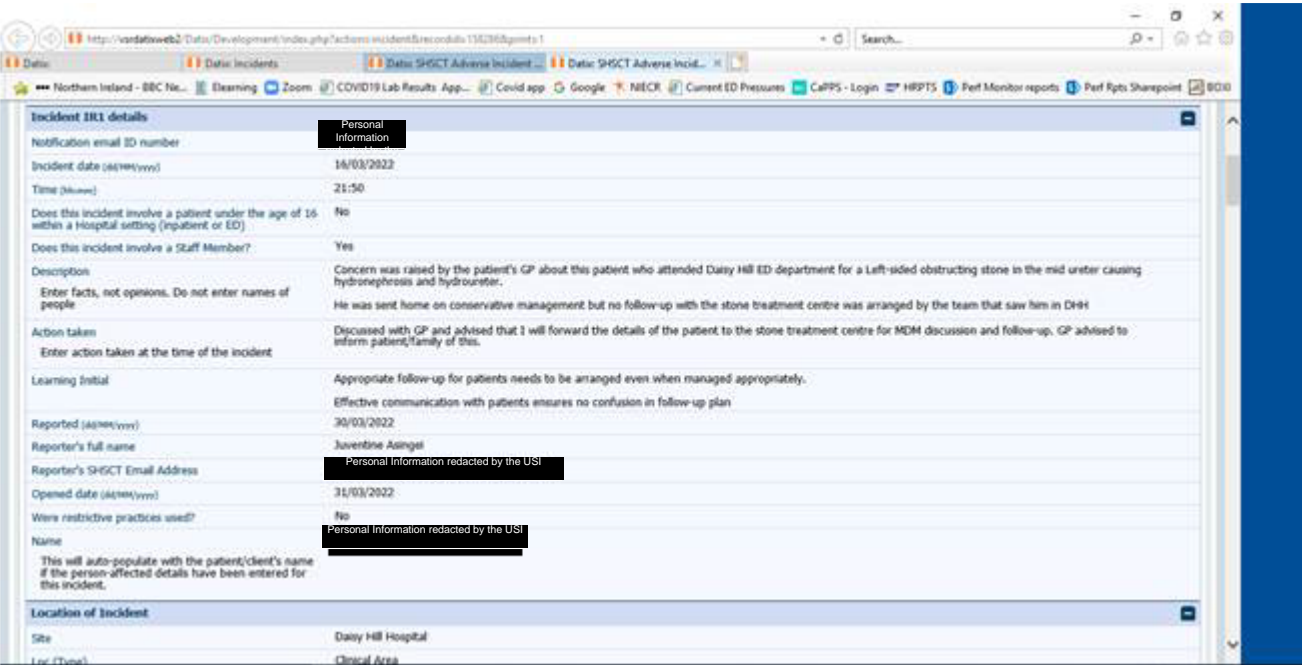 http://vsrdatixweb2/Datix/Development/index.php?action=incident&recordid=158286&print=1
Search...
Datix:
Datix: Incidents
Datix: SHSCT Adverse Incident ...
Datix: SHSCT Adverse Incid...
Northern Ireland - BBC Ne...
Elearning
Zoom
COVID19 Lab Results App...
Covid app
Google
NIECR
Current ED Pressures
CaPPS - Login
HRPTS
Perf Monitor reports
Perf Rpts Sharepoint
BOXI
Incident IR1 details
Notification email ID number
Personal
Information
Incident date (dd/MM/yyyy) 16/03/2022
Time (hh:mm) 21:50
Does this incident involve a patient under the age of 16 No
within a Hospital setting (inpatient or ED)
Does this incident involve a Staff Member? Yes
Description
Enter facts, not opinions. Do not enter names of
people
Concern was raised by the patient's GP about this patient who attended Daisy Hill ED department for a Left-sided obstructing stone in the mid ureter causing
hydronephrosis and hydroureter.
He was sent home on conservative management but no follow-up with the stone treatment centre was arranged by the team that saw him in DHH
Action taken
Enter action taken at the time of the incident
Discussed with GP and advised that I will forward the details of the patient to the stone treatment centre for MDM discussion and follow-up. GP advised to
inform patient/family of this.
Learning Initial
Appropriate follow-up for patients needs to be arranged even when managed appropriately.
Effective communication with patients ensures no confusion in follow-up plan
Reported (dd/MM/yyyy) 30/03/2022
Reporter's full name Juventine Asingei
Reporter's SHSCT Email Address Personal Information redacted by the USI
Opened date (dd/MM/yyyy) 31/03/2022
Were restrictive practices used? No
Name Personal Information redacted by the USI
This will auto-populate with the patient/client's name
if the person-affected details have been entered for
this incident.
Location of Incident
Site Daisy Hill Hospital
Loc (Type) Clinical Area